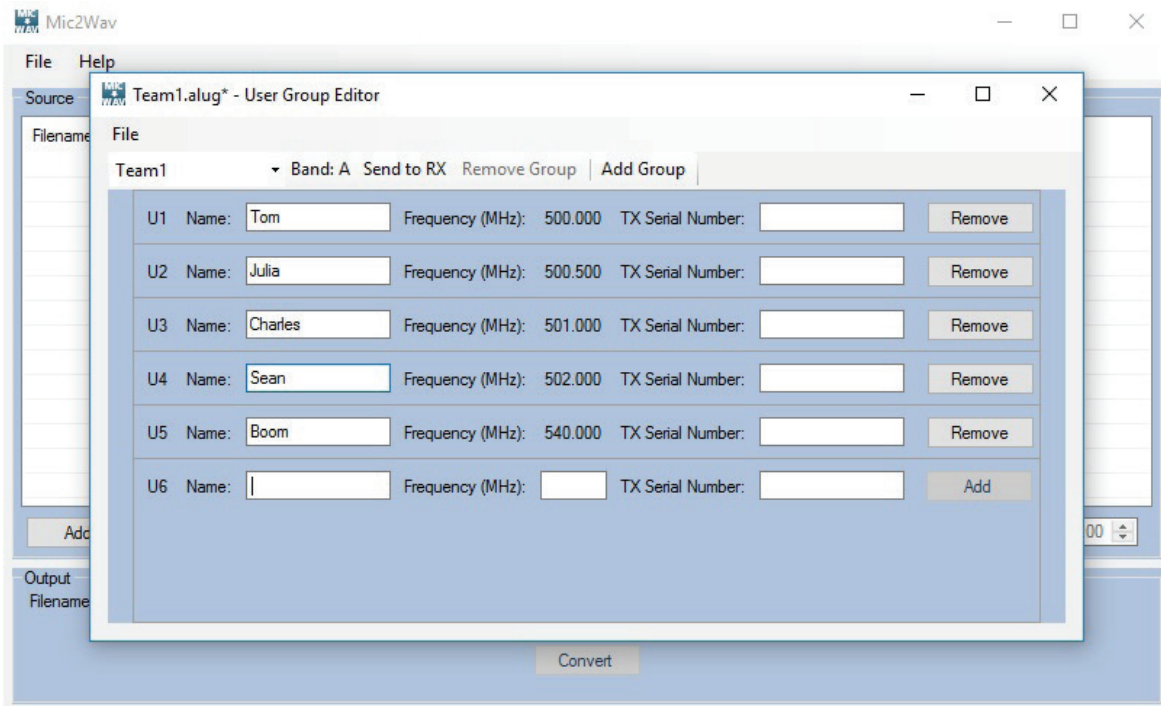 Mic2Wav
File Help
Source
Filename
Team1.alug* - User Group Editor
File
Team1 Band: A Send to RX Remove Group Add Group
U1 Name: Tom Frequency (MHz): 500.000 TX Serial Number: Remove
U2 Name: Julia Frequency (MHz): 500.500 TX Serial Number: Remove
U3 Name: Charles Frequency (MHz): 501.000 TX Serial Number: Remove
U4 Name: Sean Frequency (MHz): 502.000 TX Serial Number: Remove
U5 Name: Boom Frequency (MHz): 540.000 TX Serial Number: Remove
U6 Name: Frequency (MHz): TX Serial Number: Add
Add 00
Output
Filename
Convert